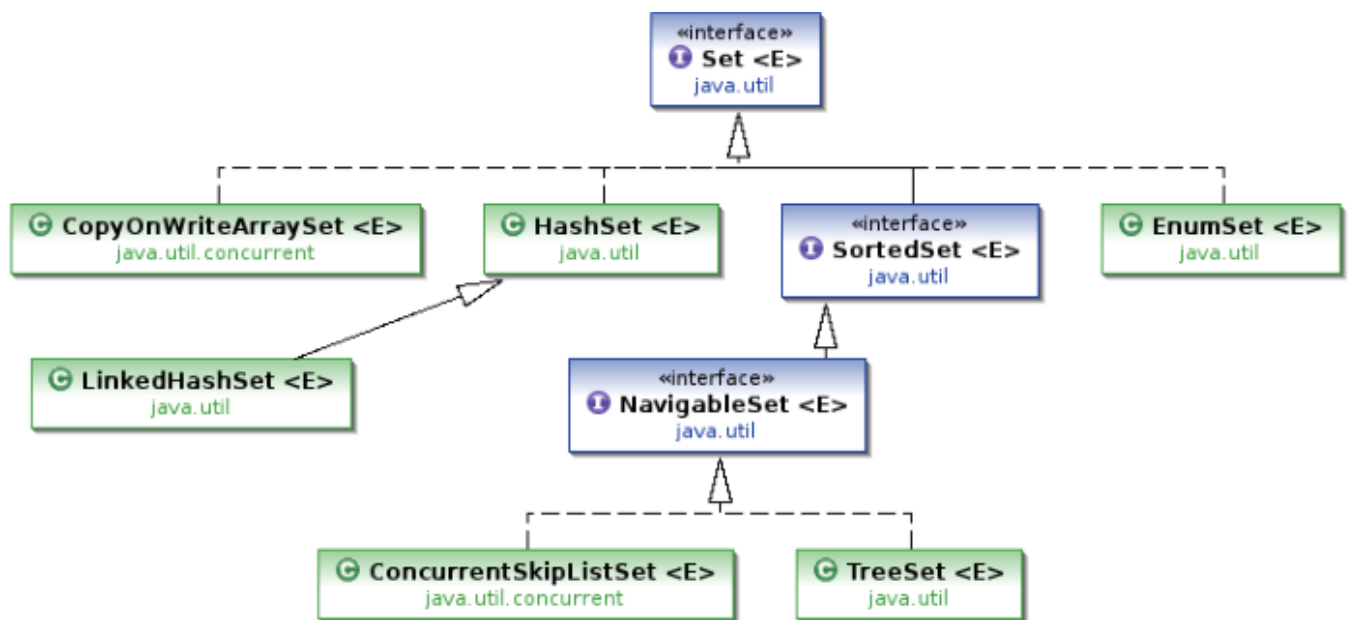 «interface»
I Set <E>
java.util
C CopyOnWriteArraySet <E>
java.util.concurrent
C HashSet <E>
java.util
«interface»
I SortedSet <E>
java.util
C EnumSet <E>
java.util
C LinkedHashSet <E>
java.util
«interface»
I NavigableSet <E>
java.util
C ConcurrentSkipListSet <E>
java.util.concurrent
C TreeSet <E>
java.util